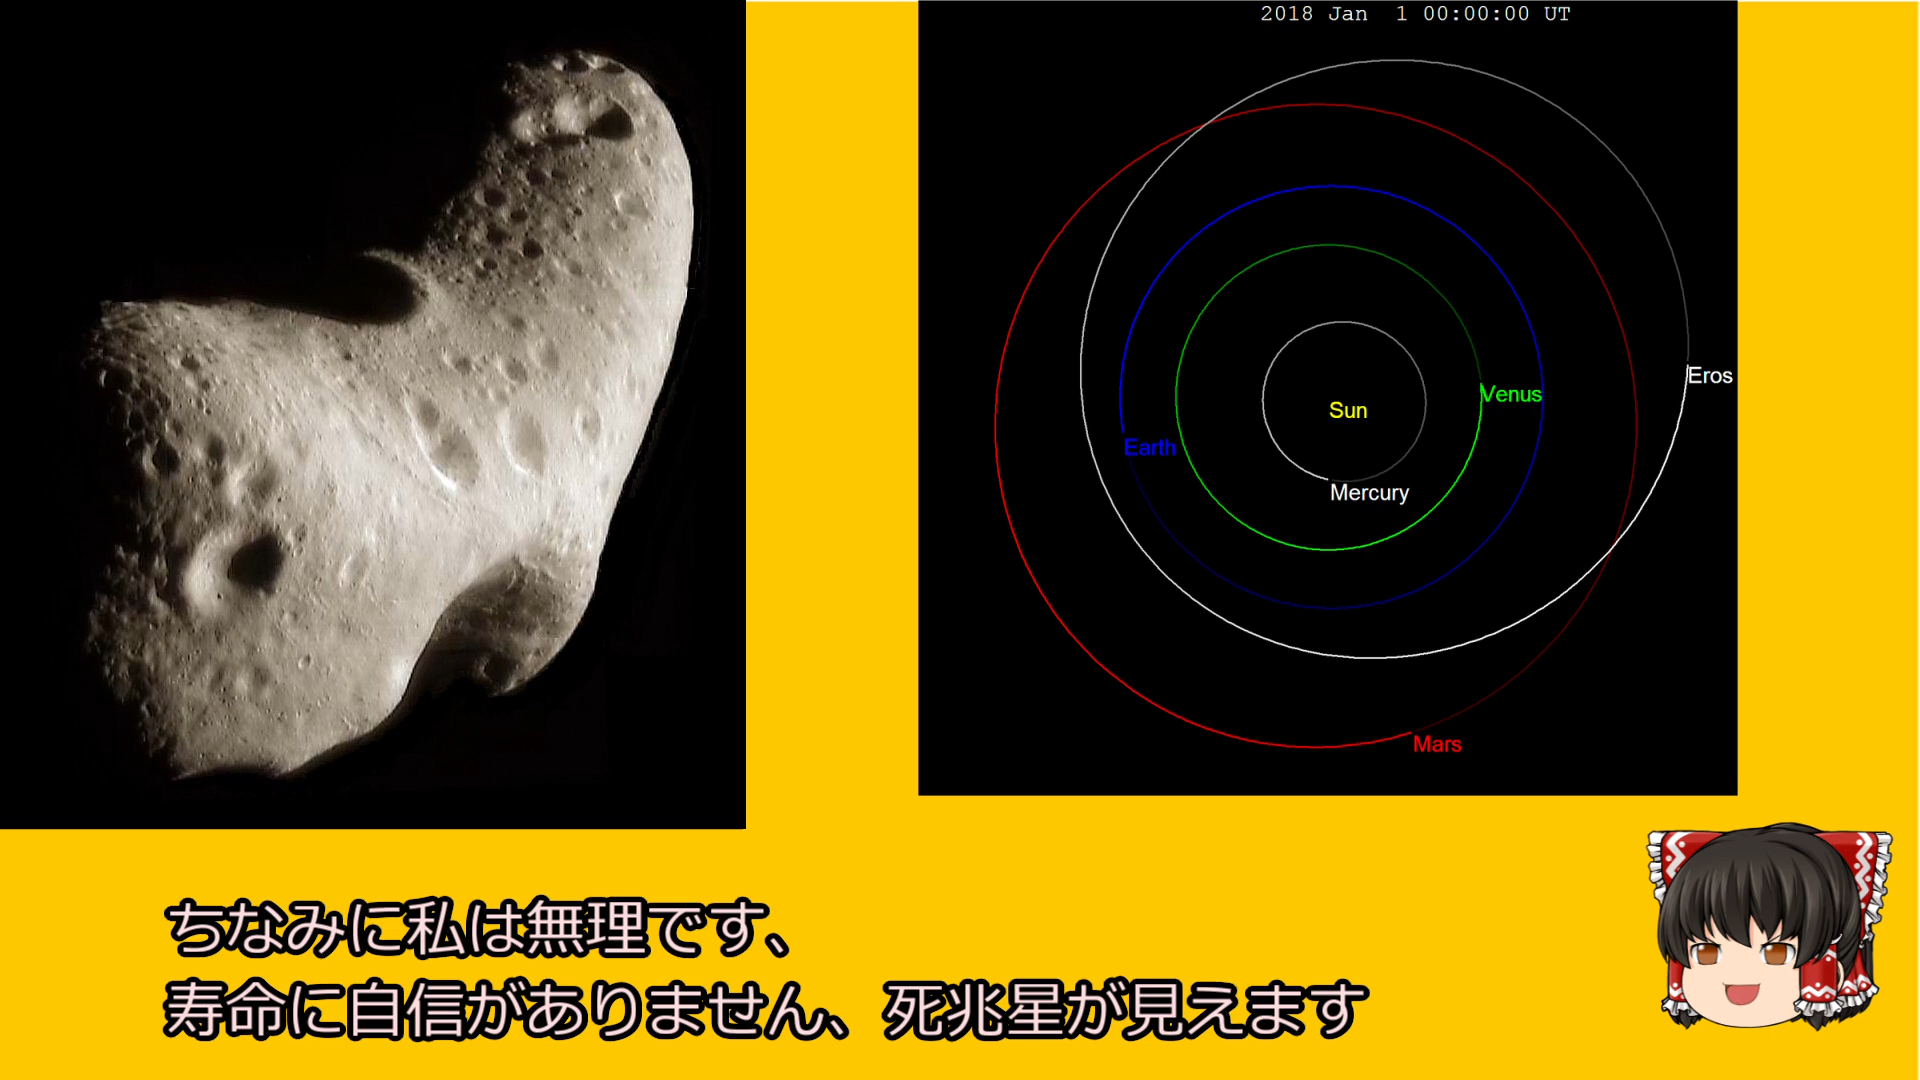 2018 Jan  1 00:00:00 UT
Eros
Venus
Sun
Earth
Mercury
Mars
ちなみに私は無理です、
寿命に自信がありません、死兆星が見えます